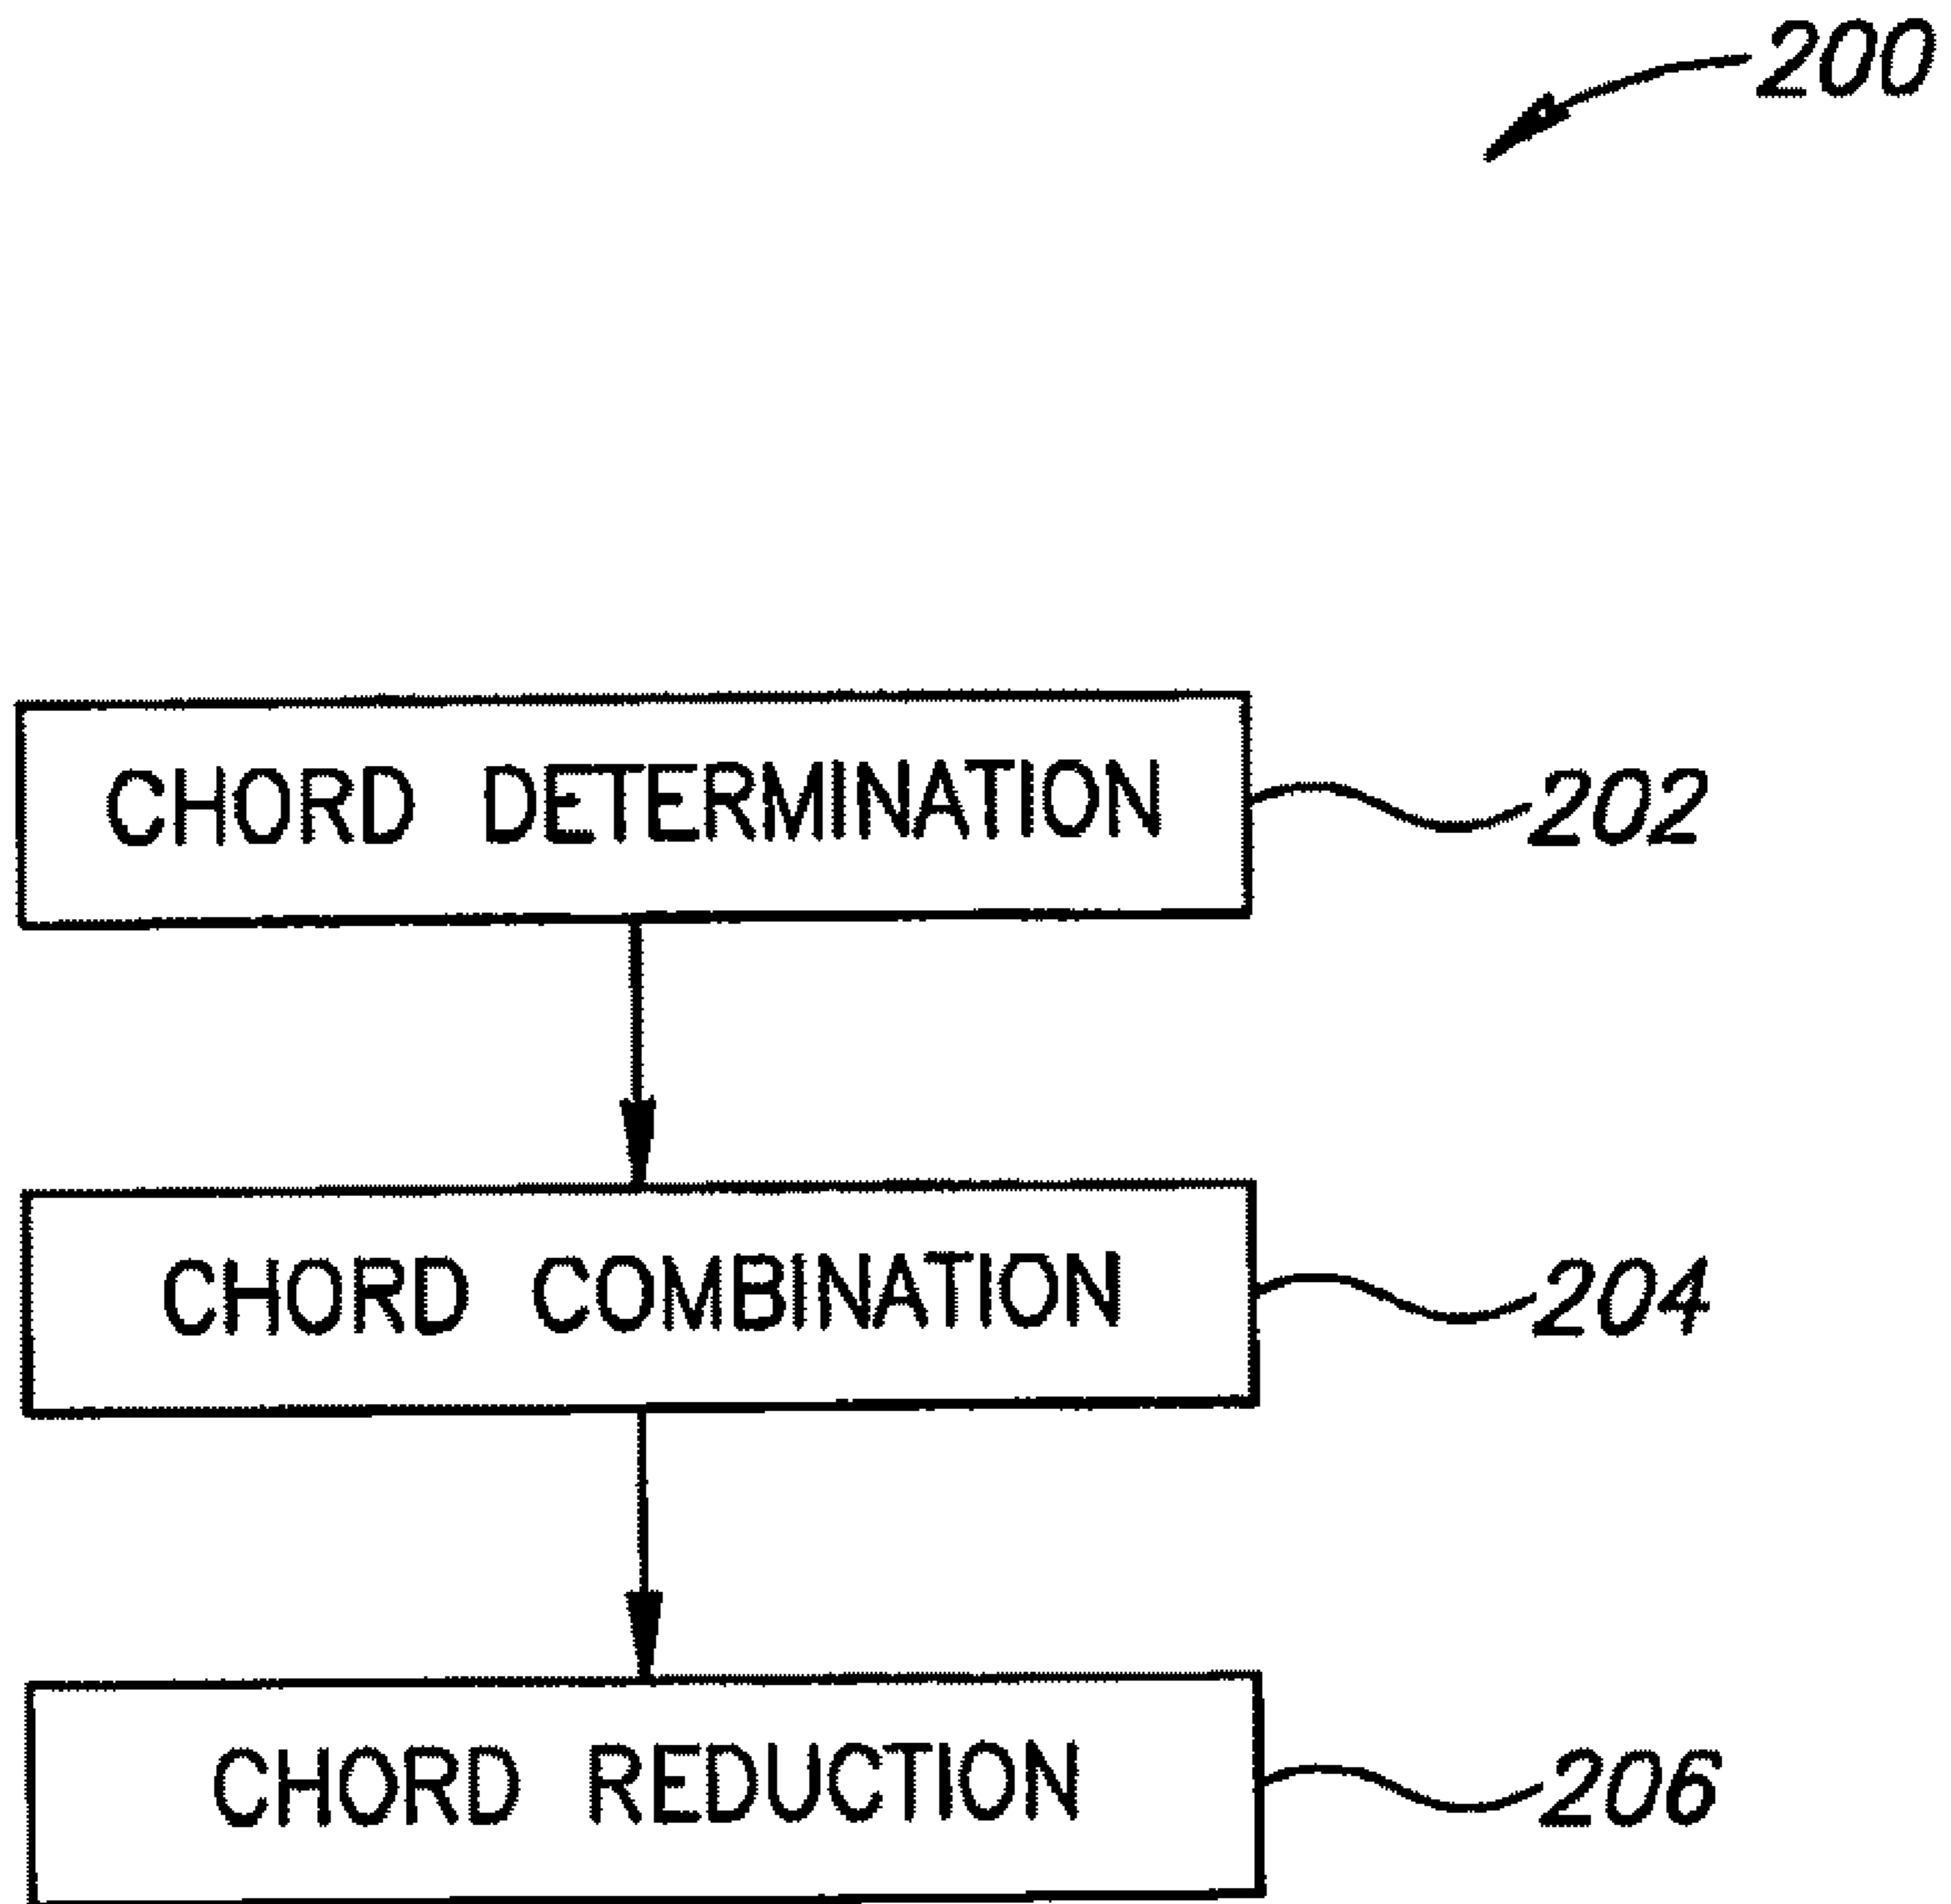 200
CHORD DETERMINATION
202
CHORD COMBINATION
204
CHORD REDUCTION
206